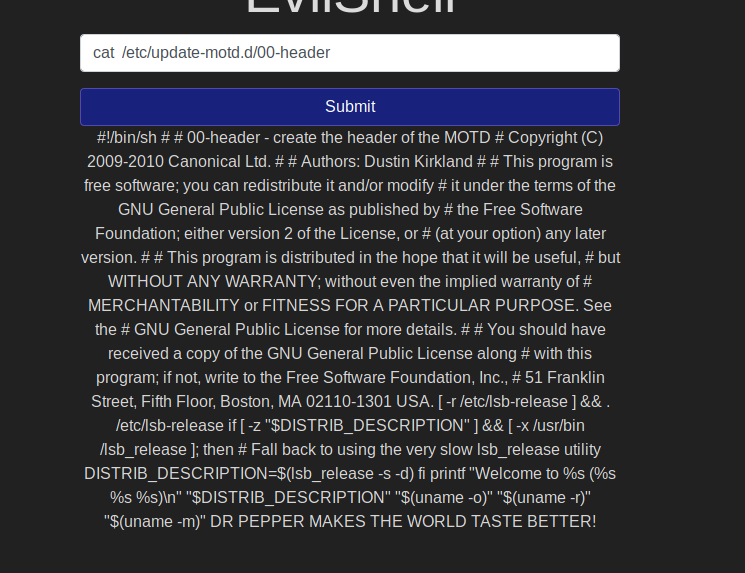 EvilShell
cat  /etc/update-motd.d/00-header
Submit
#!/bin/sh # # 00-header - create the header of the MOTD # Copyright (C)
2009-2010 Canonical Ltd. # # Authors: Dustin Kirkland # # This program is
free software; you can redistribute it and/or modify # it under the terms of the
GNU General Public License as published by # the Free Software
Foundation; either version 2 of the License, or # (at your option) any later
version. # # This program is distributed in the hope that it will be useful, # but
WITHOUT ANY WARRANTY; without even the implied warranty of #
MERCHANTABILITY or FITNESS FOR A PARTICULAR PURPOSE. See
the # GNU General Public License for more details. # # You should have
received a copy of the GNU General Public License along # with this
program; if not, write to the Free Software Foundation, Inc., # 51 Franklin
Street, Fifth Floor, Boston, MA 02110-1301 USA. [ -r /etc/lsb-release ] && .
/etc/lsb-release if [ -z "$DISTRIB_DESCRIPTION" ] && [ -x /usr/bin
/lsb_release ]; then # Fall back to using the very slow lsb_release utility
DISTRIB_DESCRIPTION=$(lsb_release -s -d) fi printf "Welcome to %s (%s
%s %s)\n" "$DISTRIB_DESCRIPTION" "$(uname -o)" "$(uname -r)"
"$(uname -m)" DR PEPPER MAKES THE WORLD TASTE BETTER!